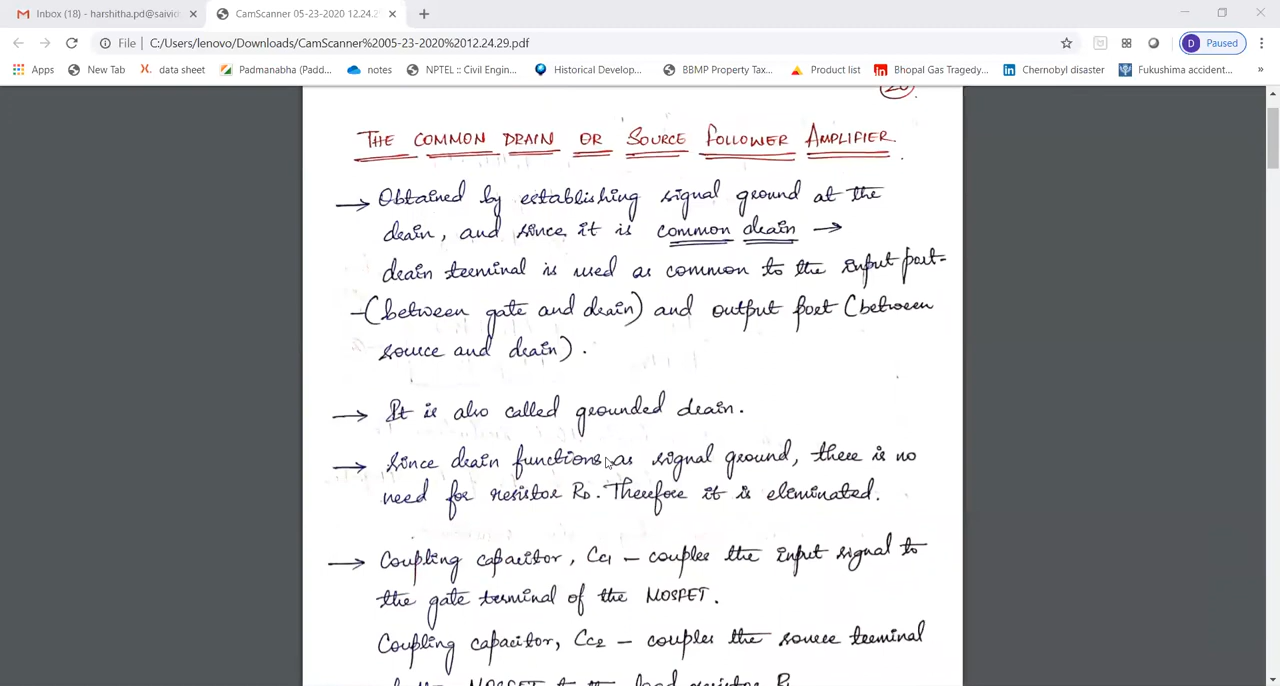 Inbox (18) - harshitha.pd@saivid
CamScanner 05-23-2020 12.24.2
File
C:/Users/lenovo/Downloads/CamScanner%2005-23-2020%2012.24.29.pdf
D Paused
Apps
New Tab
data sheet
Padmanabha (Padd...
notes
NPTEL :: Civil Engin...
Historical Develop...
BBMP Property Tax...
Product list
Bhopal Gas Tragedy...
Chernobyl disaster
Fukushima accident...
»
THE COMMON DRAIN OR SOURCE FOLLOWER AMPLIFIER.
→ Obtained by establishing signal ground at the
drain, and since it is common drain →
drain terminal is used as common to the input port-
-(between gate and drain) and output port (between
source and drain).
→ It is also called grounded drain.
→ Since drain functions as signal ground, there is no
need for resistor RD. Therefore it is eliminated.
→ Coupling capacitor, CC1 – couples the input signal to
the gate terminal of the MOSFET.
Coupling capacitor, CC2 – couples the source terminal